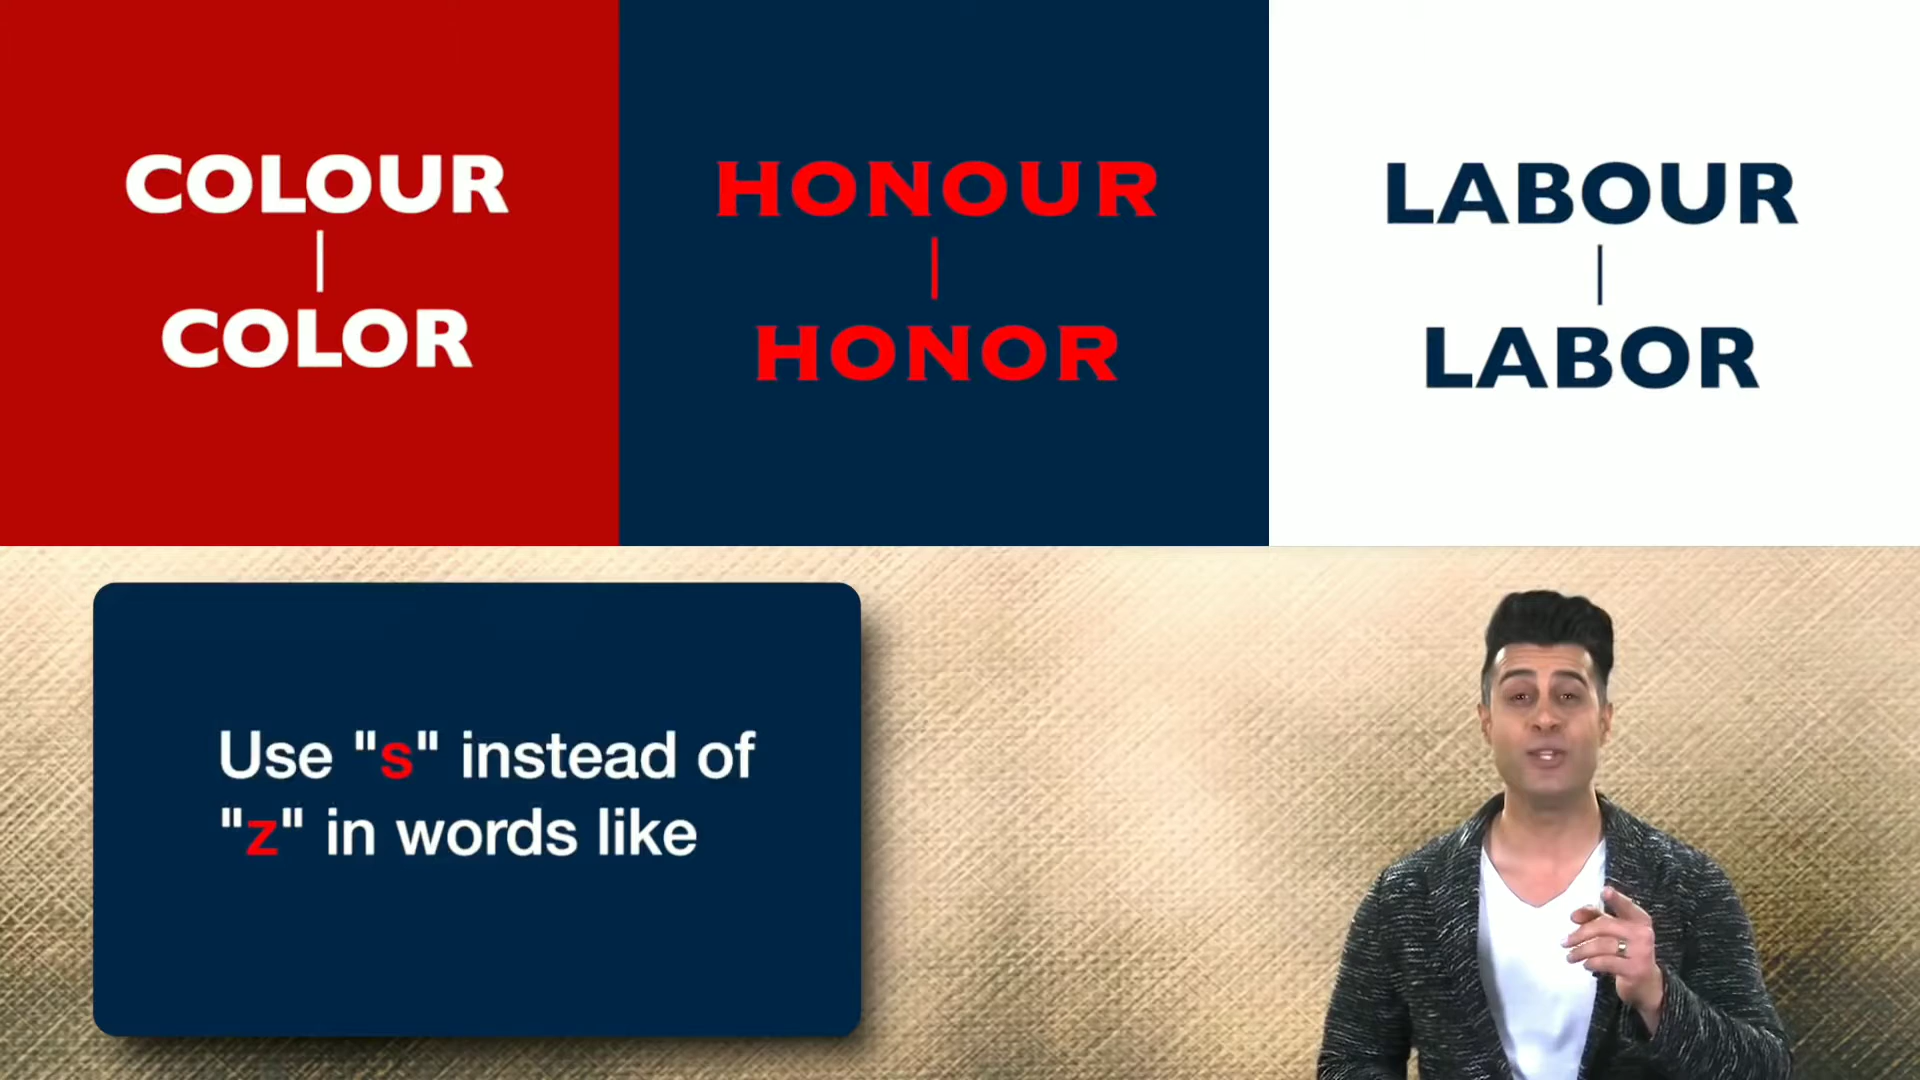 COLOUR
COLOR
HONOUR
HONOR
LABOUR
LABOR
Use "s" instead of
"z" in words like